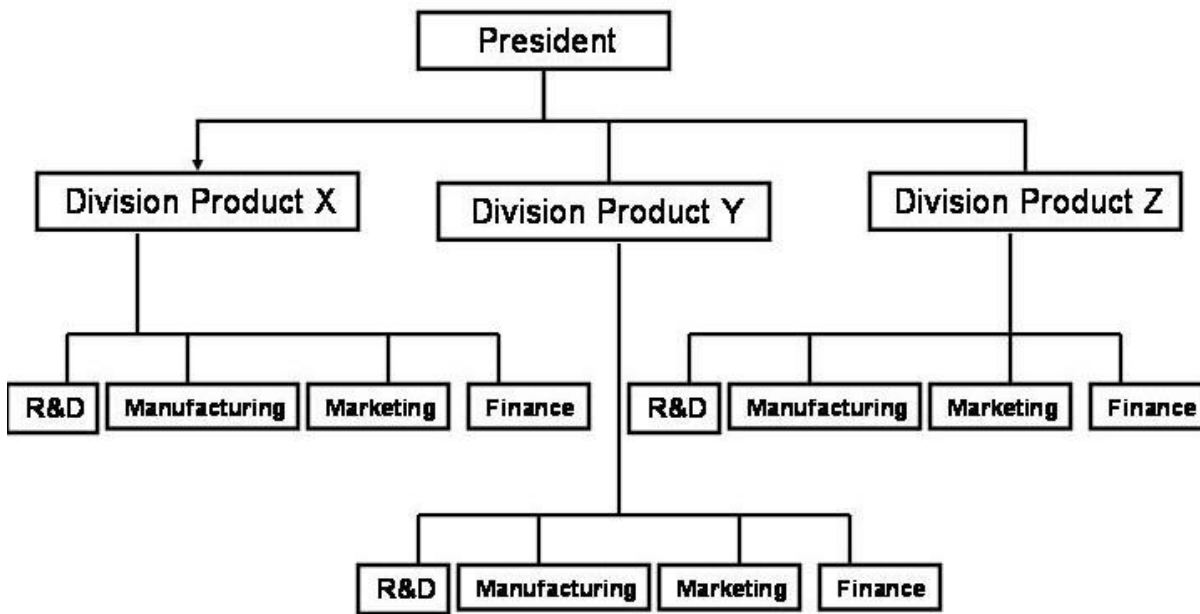 President
Division Product X
Division Product Y
Division Product Z
R&D
Manufacturing
Marketing
Finance
R&D
Manufacturing
Marketing
Finance
R&D
Manufacturing
Marketing
Finance